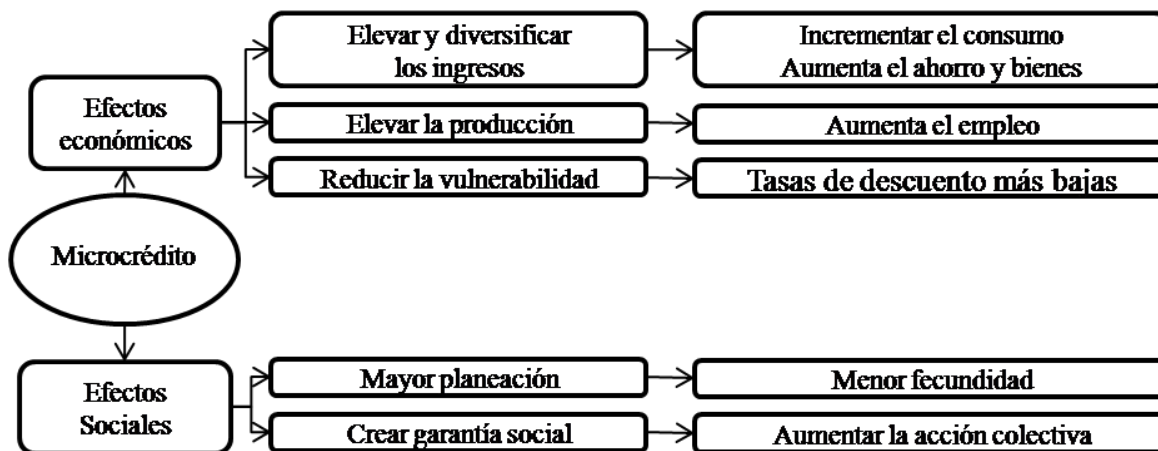 Microcrédito
Efectos
económicos
Elevar y diversificar
los ingresos
Incrementar el consumo
Aumenta el ahorro y bienes
Elevar la producción
Aumenta el empleo
Reducir la vulnerabilidad
Tasas de descuento más bajas
Efectos
Sociales
Mayor planeación
Menor fecundidad
Crear garantía social
Aumentar la acción colectiva